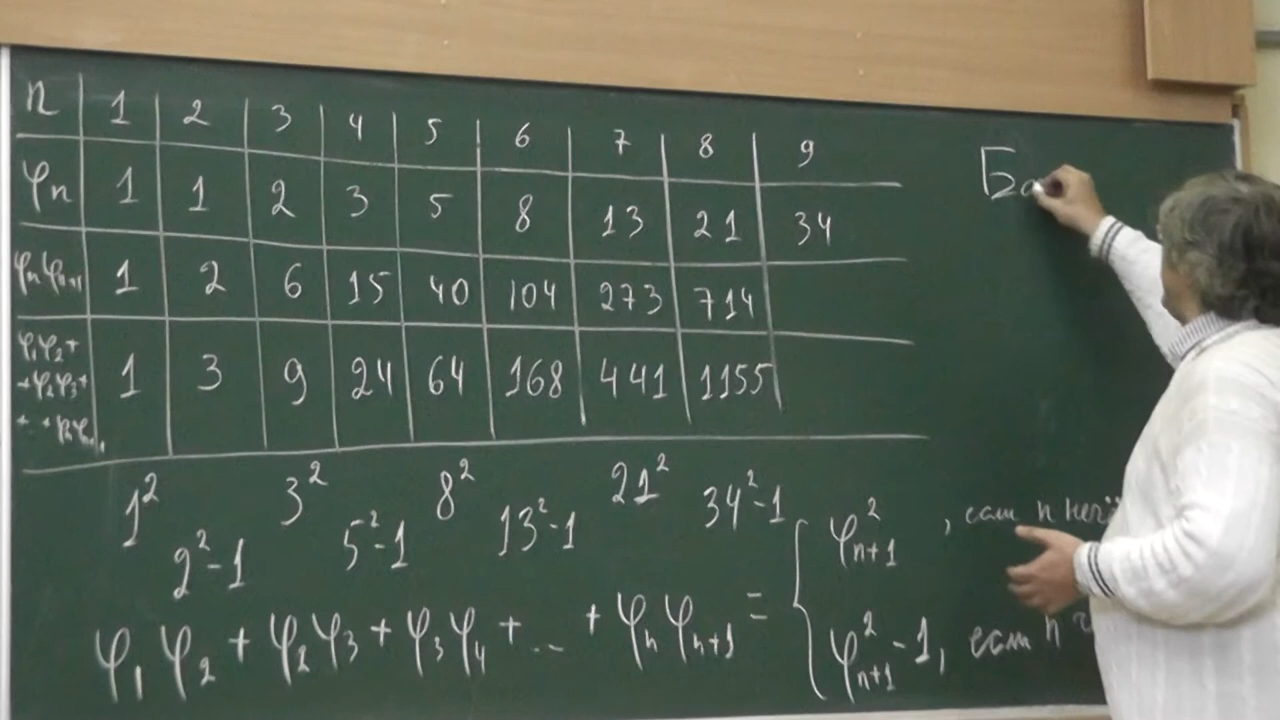 n 1 2 3 4 5 6 7 8 9
φₙ 1 1 2 3 5 8 13 21 34
φₙφₙ₊₁ 1 2 6 15 40 104 273 714
φ₁φ₂+
+φ₂φ₃+
+..+φₙφₙ₊₁ 1 3 9 24 64 168 441 1155
1² 2²-1 3² 5²-1 8² 13²-1 21² 34²-1
φ₁φ₂ + φ₂φ₃ + φ₃φ₄ + ... + φₙφₙ₊₁ = {
φ²ₙ₊₁ , если n неч
φ²ₙ₊₁ - 1, если n ч
Ба